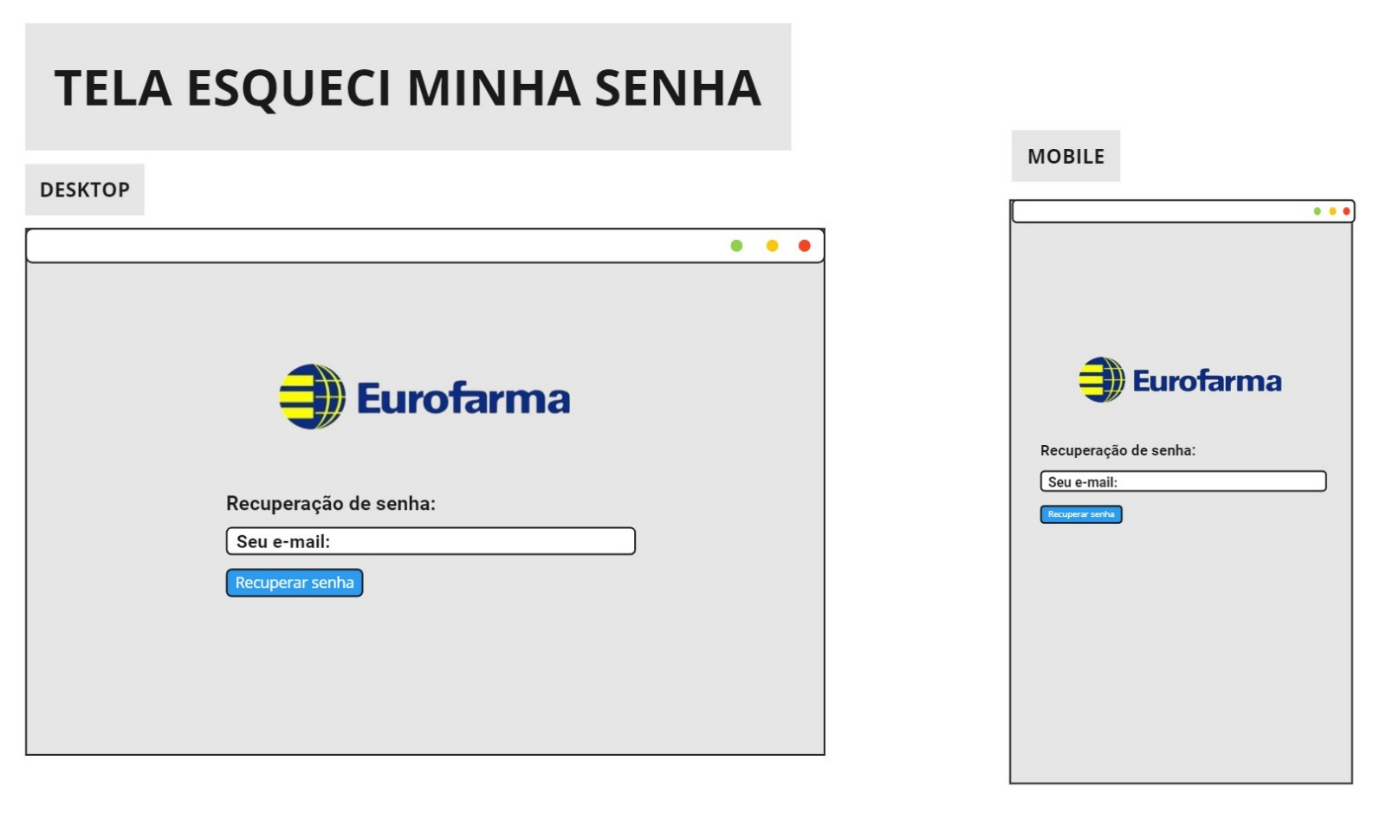 TELA ESQUECI MINHA SENHA
DESKTOP
Eurofarma
Recuperação de senha:
Seu e-mail:
Recuperar senha
MOBILE
Eurofarma
Recuperação de senha:
Seu e-mail:
Recuperar senha